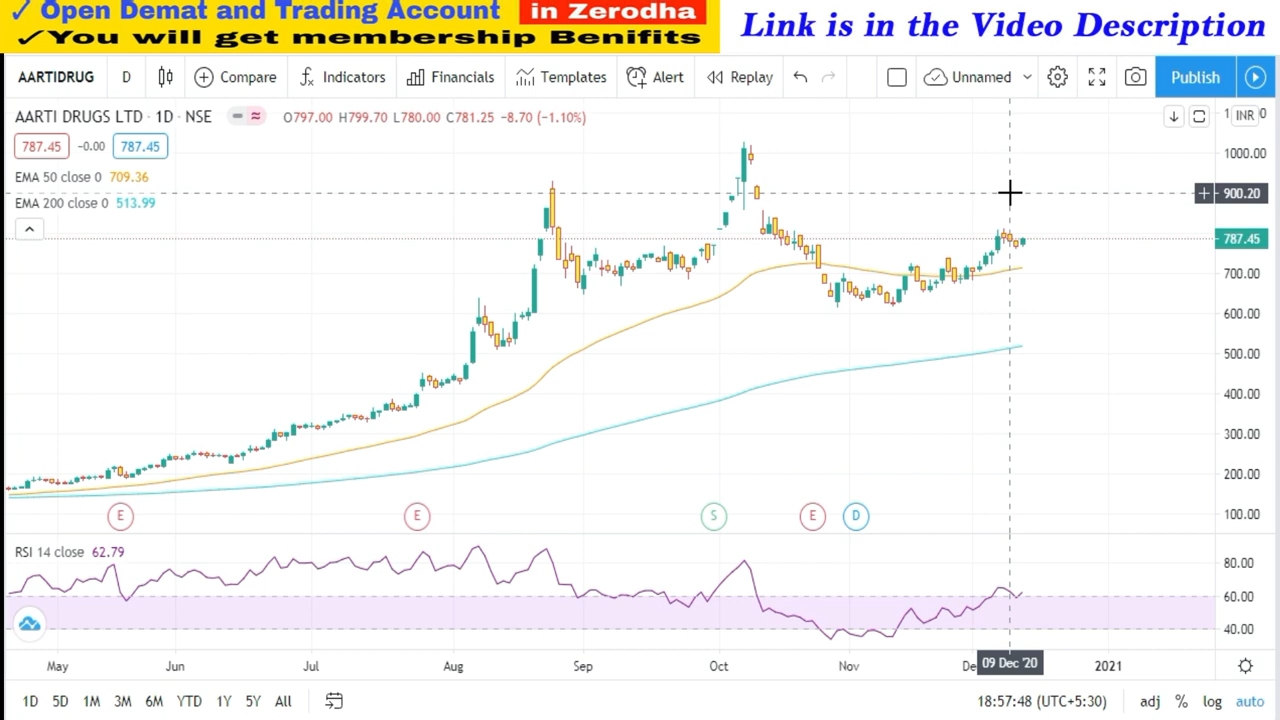 ✓ Open Demat and Trading Account in Zerodha
✓You will get membership Benifits
Link is in the Video Description
AARTIDRUG D Compare Indicators Financials Templates Alert Replay Unnamed Publish
AARTI DRUGS LTD · 1D · NSE O797.00 H799.70 L780.00 C781.25 -8.70 (-1.10%)
INR
787.45 -0.00 787.45
EMA 50 close 0 709.36
EMA 200 close 0 513.99
1000.00
900.20
787.45
700.00
600.00
500.00
400.00
300.00
200.00
100.00
E E S E D
RSI 14 close 62.79
80.00
60.00
40.00
May Jun Jul Aug Sep Oct Nov De 09 Dec '20 2021
1D 5D 1M 3M 6M YTD 1Y 5Y All 18:57:48 (UTC+5:30) adj % log auto